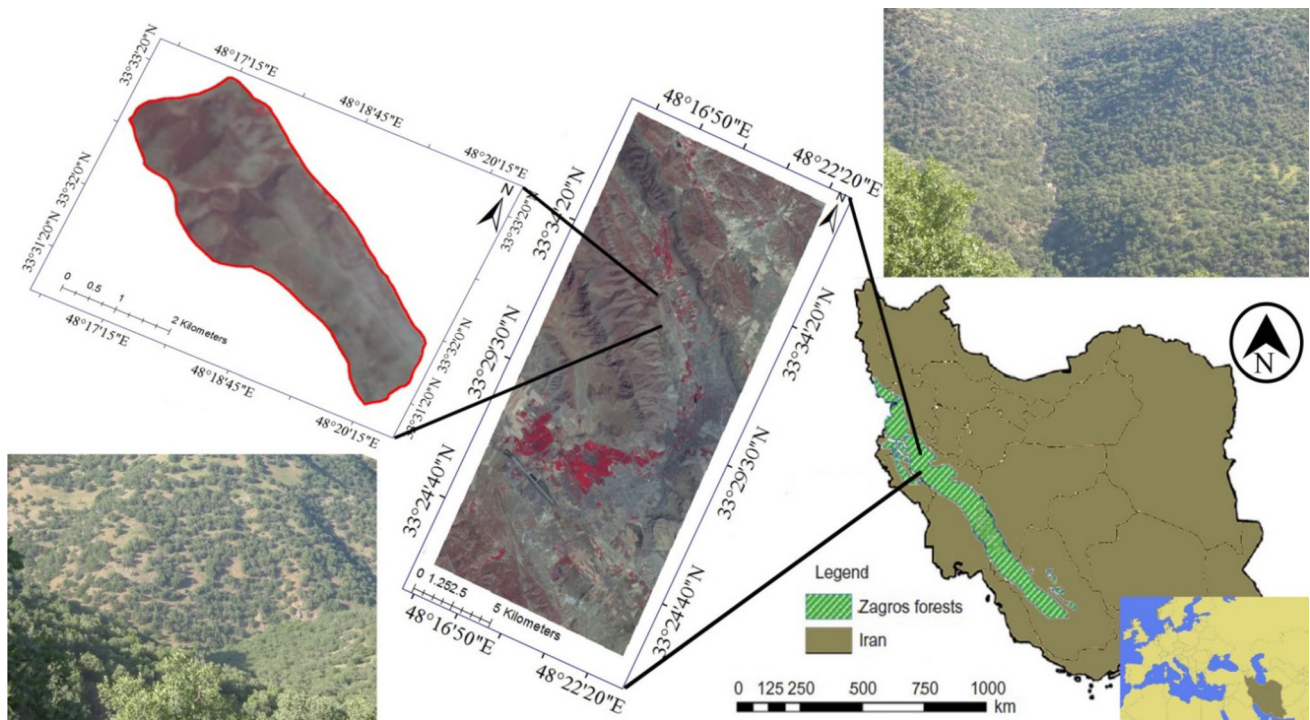 48°17'15"E
48°18'45"E
48°20'15"E
33°33'20"N
33°32'0"N
33°31'20"N
N
33°33'20"N
33°32'0"N
33°31'20"N
0 0.5 1 2 Kilometers
48°17'15"E
48°18'45"E
48°20'15"E
48°16'50"E
48°22'20"E
33°34'20"N
33°29'30"N
33°24'40"N
N
33°34'20"N
33°29'30"N
33°24'40"N
0 1.252.5 5 Kilometers
48°16'50"E
48°22'20"E
N
Legend
Zagros forests
Iran
0 125 250 500 750 1000
km